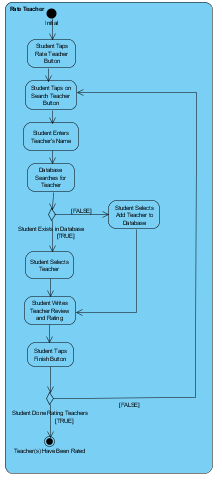 Rate Teacher
Initial
Student Taps
Rate Teacher
Button
Student Taps on
Search Teacher
Button
Student Enters
Teacher's Name
Database
Searches for
Teacher
[FALSE]
Student Selects
Add Teacher to
Database
Student Exists in Database
[TRUE]
Student Selects
Teacher
Student Writes
Teacher Review
and Rating
Student Taps
Finish Button
[FALSE]
Student Done Rating Teachers
[TRUE]
Teacher(s) Have Been Rated